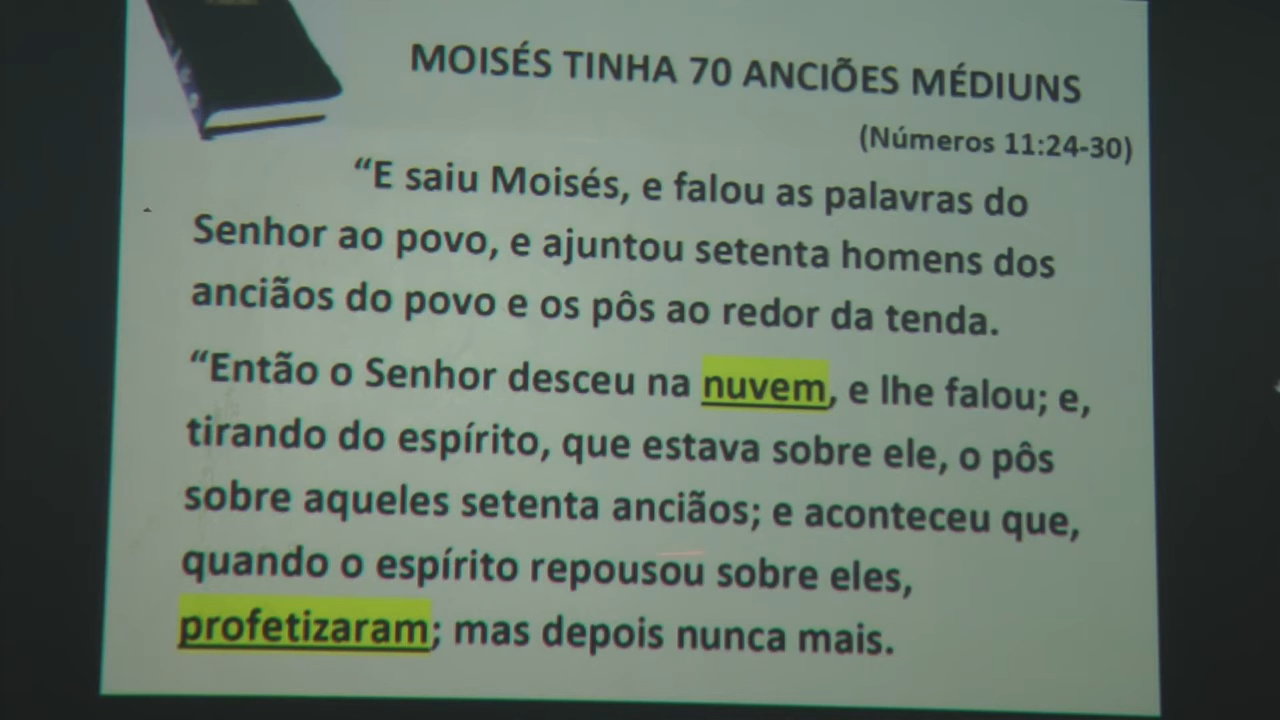 MOISÉS TINHA 70 ANCIÕES MÉDIUNS
(Números 11:24-30)
“E saiu Moisés, e falou as palavras do
Senhor ao povo, e ajuntou setenta homens dos
anciãos do povo e os pôs ao redor da tenda.
“Então o Senhor desceu na nuvem, e lhe falou; e,
tirando do espírito, que estava sobre ele, o pôs
sobre aqueles setenta anciãos; e aconteceu que,
quando o espírito repousou sobre eles,
profetizaram; mas depois nunca mais.